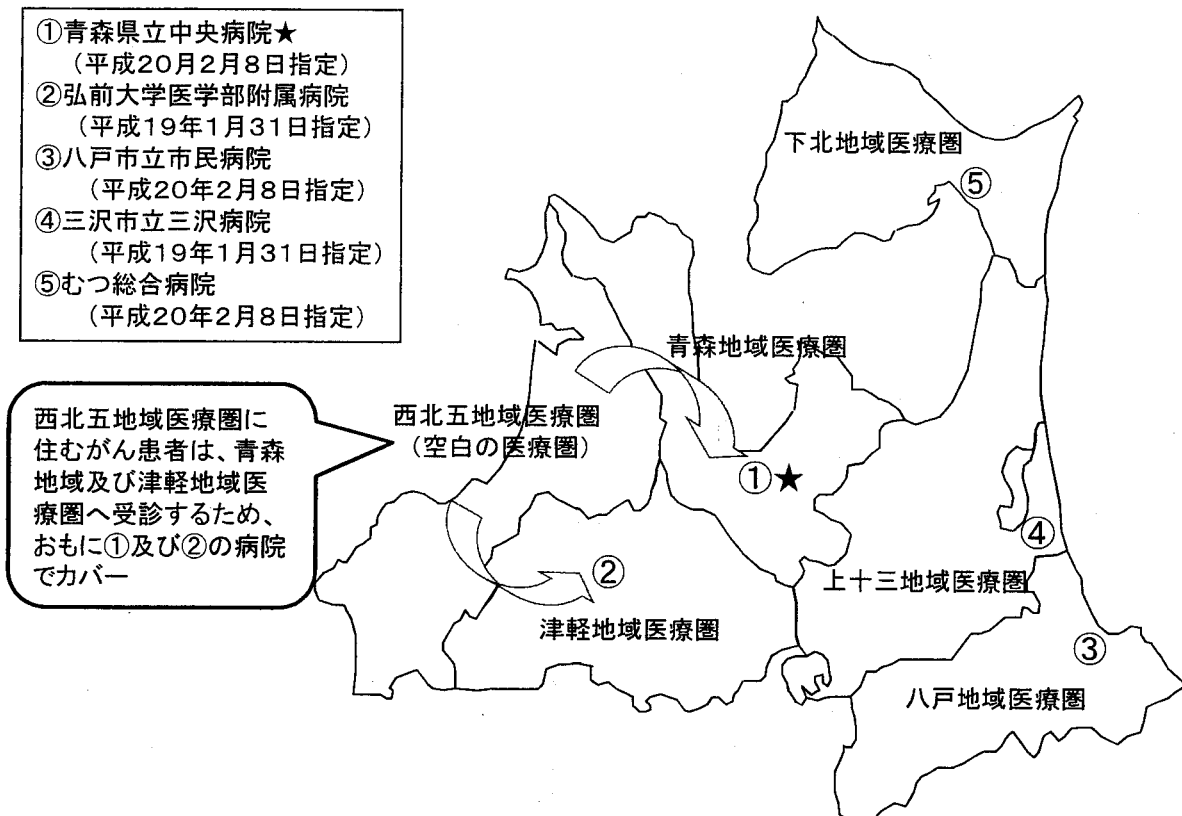 ①青森県立中央病院★
(平成20月2月8日指定)
②弘前大学医学部附属病院
(平成19年1月31日指定)
③八戸市立市民病院
(平成20年2月8日指定)
④三沢市立三沢病院
(平成19年1月31日指定)
⑤むつ総合病院
(平成20年2月8日指定)
下北地域医療圏
⑤
青森地域医療圏
西北五地域医療圏に
住むがん患者は、青森
地域及び津軽地域医
療圏へ受診するため、
おもに①及び②の病院
でカバー
西北五地域医療圏
(空白の医療圏)
①★
④
②
上十三地域医療圏
津軽地域医療圏
③
八戸地域医療圏